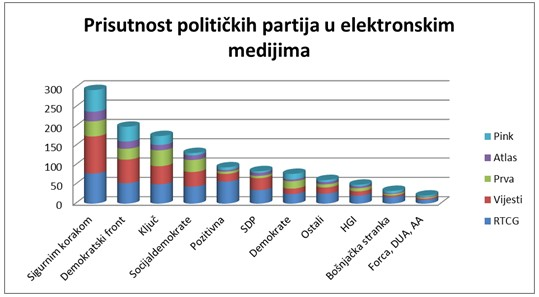 Prisutnost političkih partija u elektronskim
medijima
300
250
200
150
100
50
0
Sigurnim korakom
Demokratski front
Ključ
Socijaldemokrate
Pozitivna
SDP
Demokrate
Ostali
HGI
Bošnjačka stranka
Forca, DUA, AA
Pink
Atlas
Prva
Vijesti
RTCG